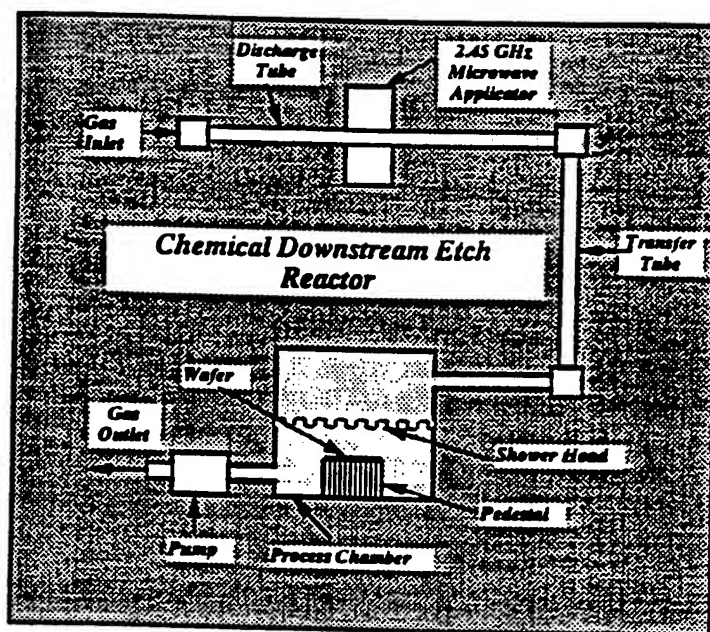 Discharge
Tube
2.45 GHz
Microwave
Applicator
Gas
Inlet
Chemical Downstream Etch
Reactor
Transfer
Tube
Wafer
Gas
Outlet
Shower Head
Pedestal
Pump
Process Chamber